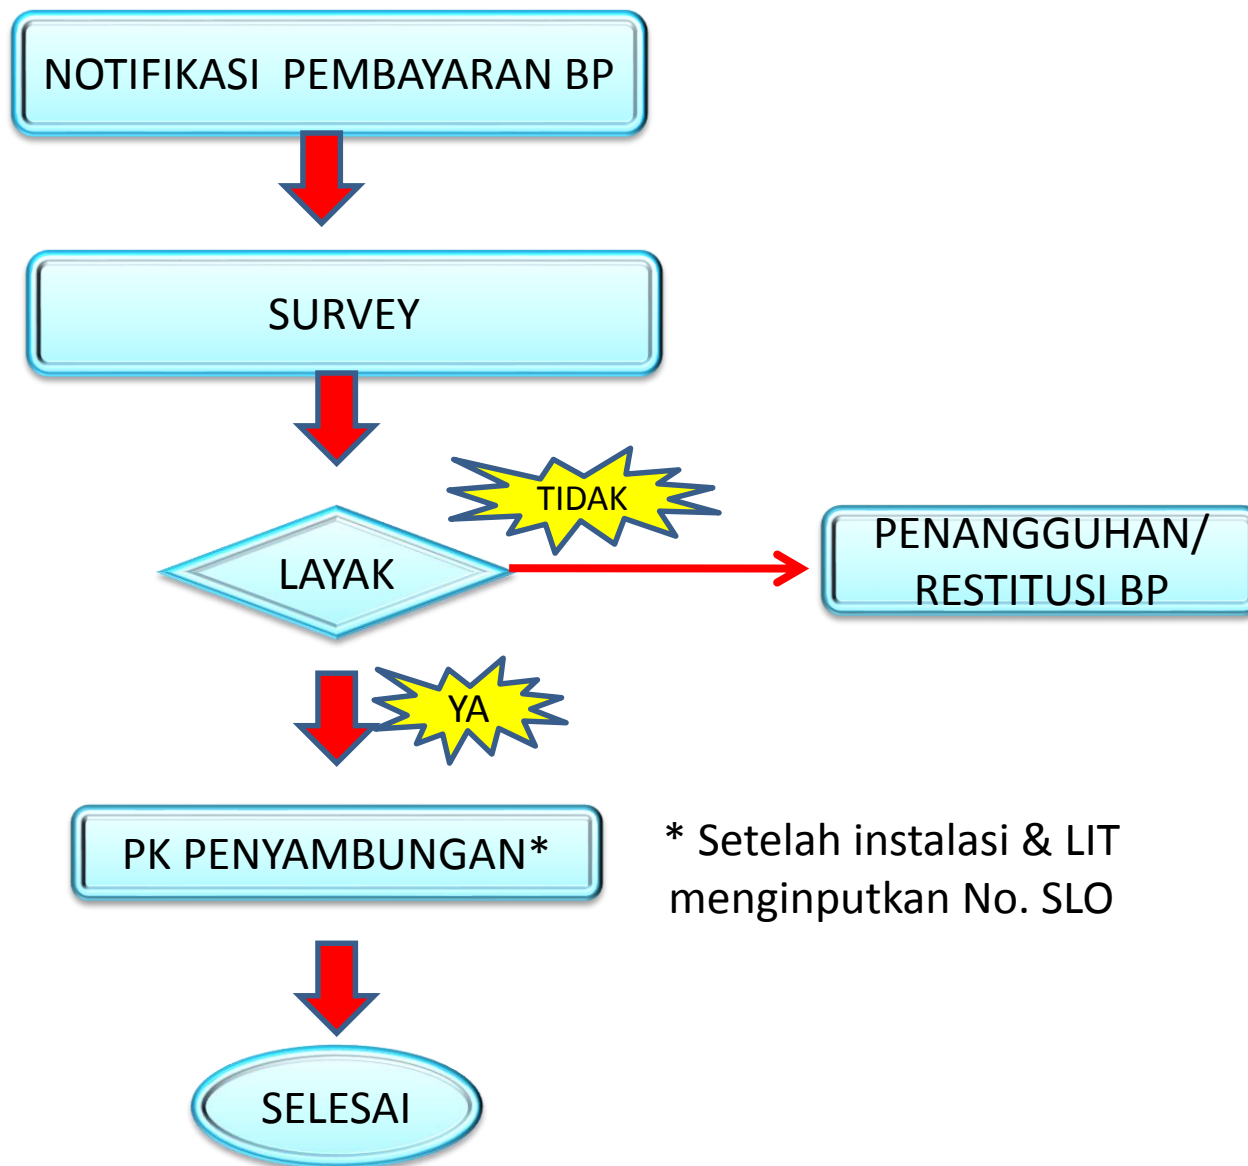 NOTIFIKASI PEMBAYARAN BP
SURVEY
TIDAK
LAYAK
PENANGGUHAN/
RESTITUSI BP
YA
PK PENYAMBUNGAN*
* Setelah instalasi & LIT
menginputkan No. SLO
SELESAI